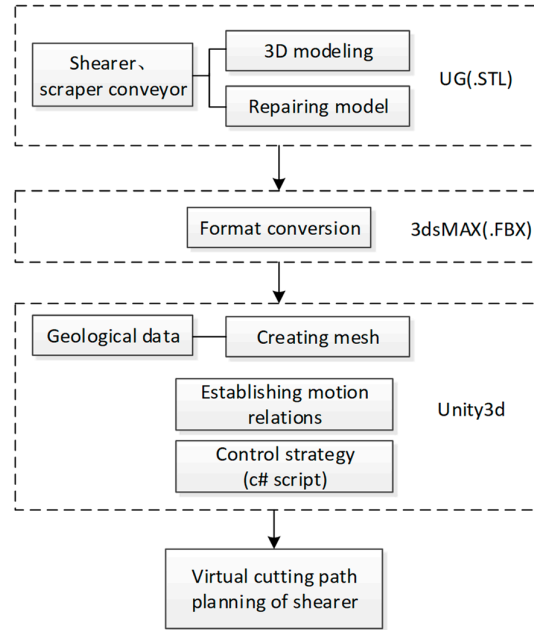 3D modeling
Shearer、
scraper conveyor
Repairing model
UG(.STL)
Format conversion
3dsMAX(.FBX)
Geological data
Creating mesh
Establishing motion
relations
Unity3d
Control strategy
(c# script)
Virtual cutting path
planning of shearer